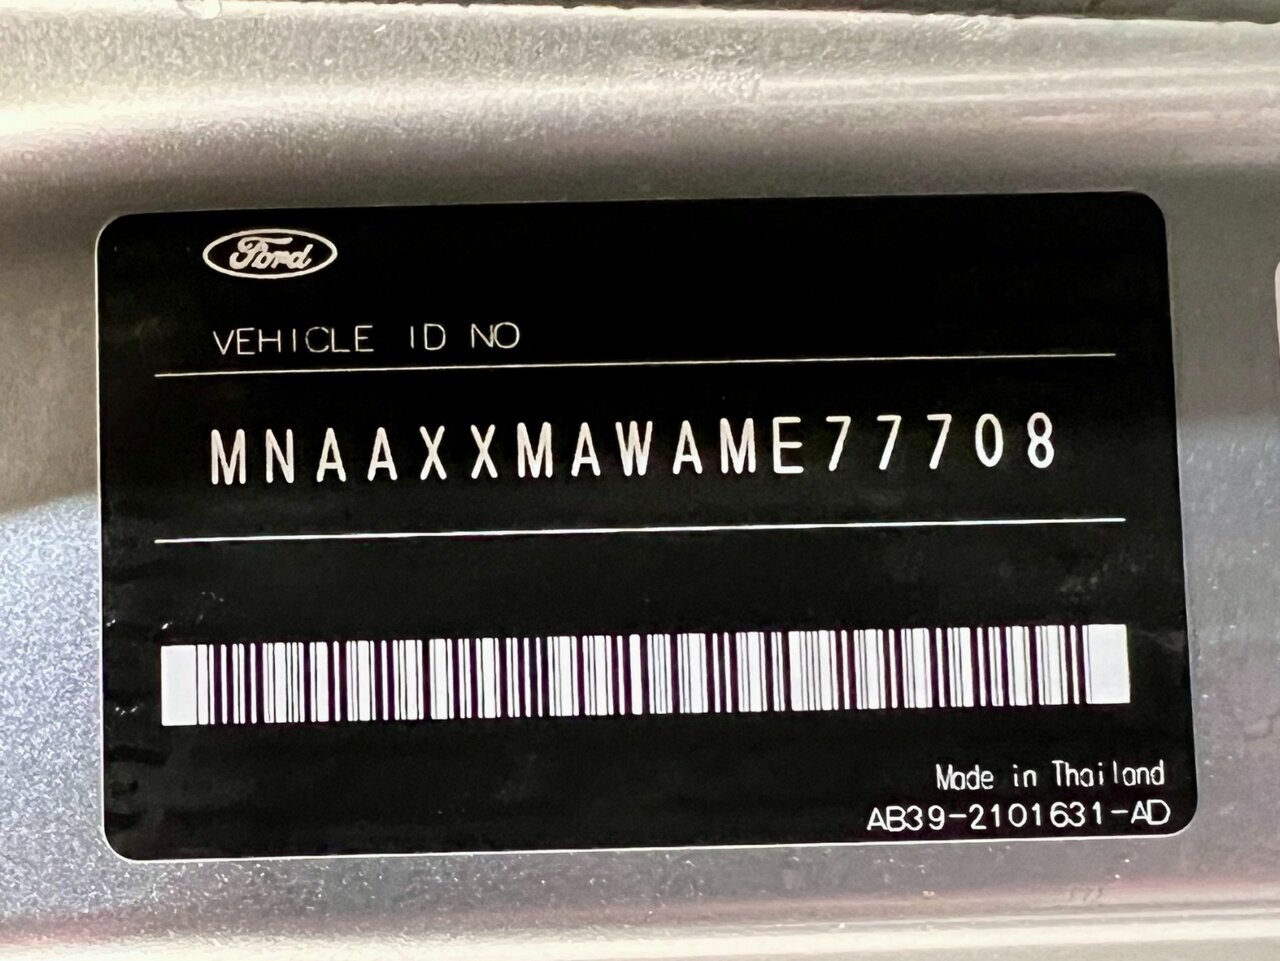 Ford
VEHICLE ID NO
MNAAXXMAWAME77708
Made in Thailand
AB39-2101631-AD